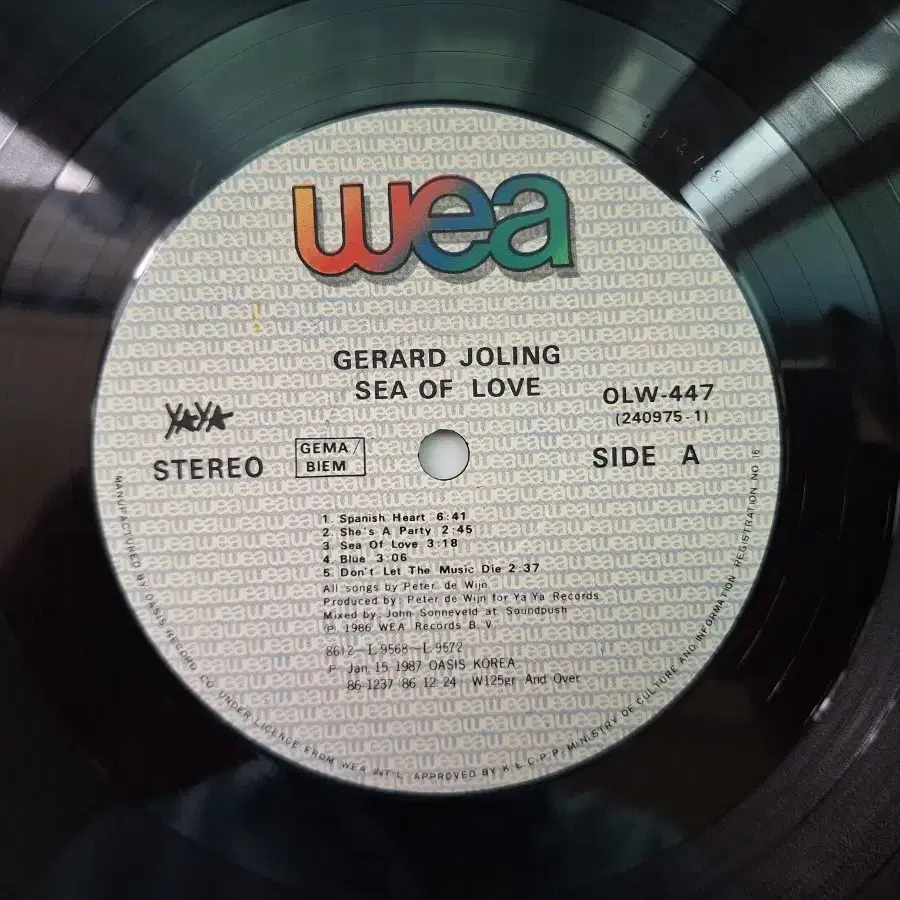 wea
GERARD JOLING
SEA OF LOVE
OLW-447
(240975-1)
YAYA
STEREO
GEMA/
BIEM
SIDE A
1. Spanish Heart 6:41
2. She's A Party 2:45
3. Sea Of Love 3:18
4. Blue 3:06
5. Don't Let The Music Die 2:37
All songs by Peter de Wijn
Produced by: Peter de Wijn for Ya Ya Records
Mixed by: John Sonneveld at Soundpush
℗ 1986 WEA Records B.V.
8612-L9568~L9572
P Jan.15.1987 OASIS KOREA
86-1237 86.12.24 W125gr And Over
MANUFACTURED BY OASIS RECORD CO. UNDER LICENCE FROM WEA INT'L. APPROVED BY K.E.C.P.P. MINISTRY OF CULTURE AND INFORMATION REGISTRATION NO 16